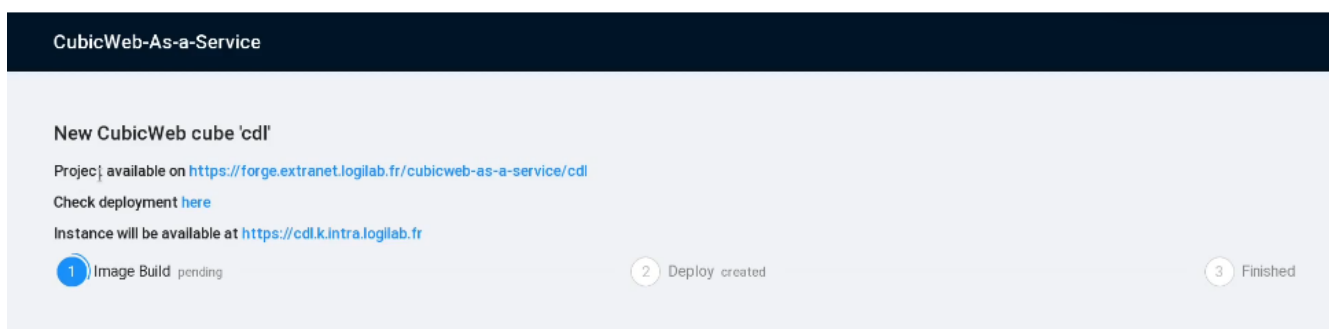 CubicWeb-As-a-Service
New CubicWeb cube 'cdl'
Project available on https://forge.extranet.logilab.fr/cubicweb-as-a-service/cdl
Check deployment here
Instance will be available at https://cdl.k.intra.logilab.fr
1 Image Build pending 2 Deploy created 3 Finished